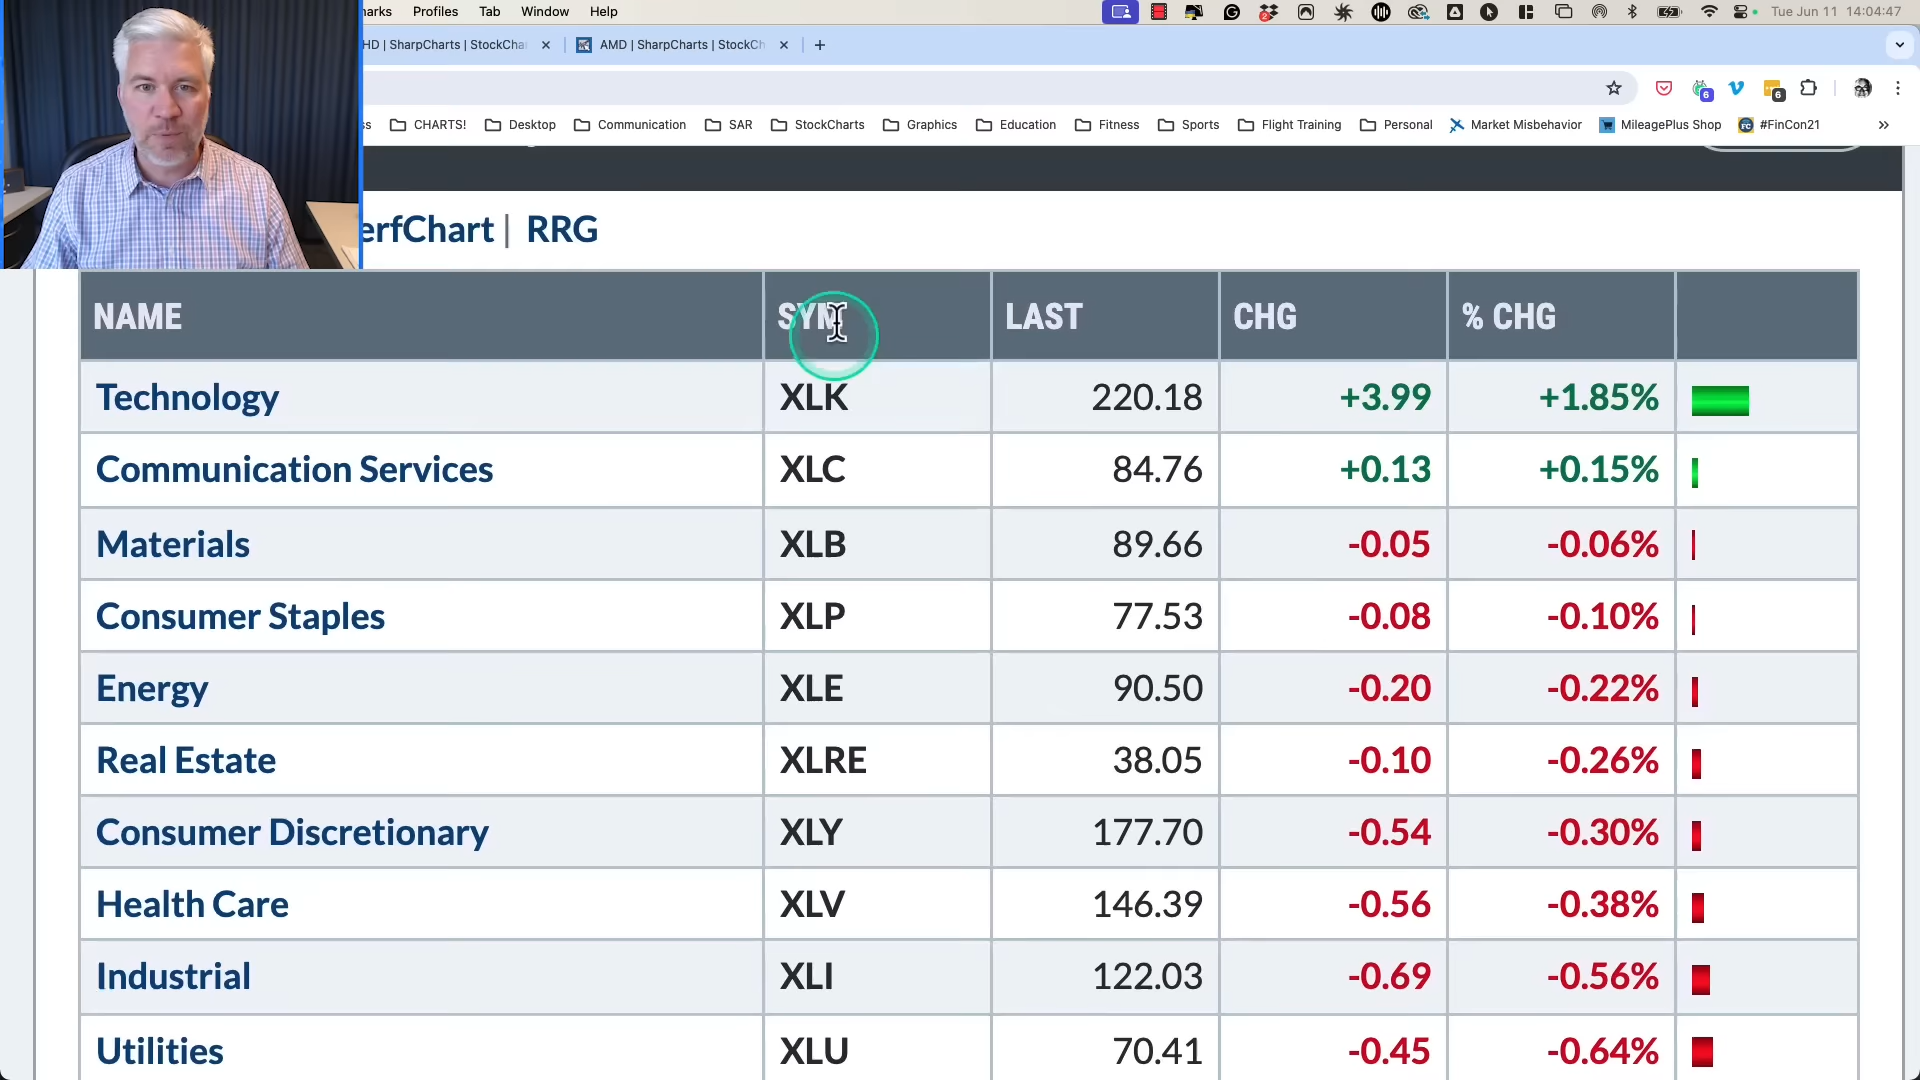 Profiles Tab Window Help Tue Jun 11 14:04:47
HD | SharpCharts | StockCha AMD | SharpCharts | StockCh
CHARTS! Desktop Communication SAR StockCharts Graphics Education Fitness Sports Flight Training Personal Market Misbehavior MileagePlus Shop #FinCon21
erfChart | RRG
NAME SYM LAST CHG % CHG
Technology XLK 220.18 +3.99 +1.85%
Communication Services XLC 84.76 +0.13 +0.15%
Materials XLB 89.66 -0.05 -0.06%
Consumer Staples XLP 77.53 -0.08 -0.10%
Energy XLE 90.50 -0.20 -0.22%
Real Estate XLRE 38.05 -0.10 -0.26%
Consumer Discretionary XLY 177.70 -0.54 -0.30%
Health Care XLV 146.39 -0.56 -0.38%
Industrial XLI 122.03 -0.69 -0.56%
Utilities XLU 70.41 -0.45 -0.64%